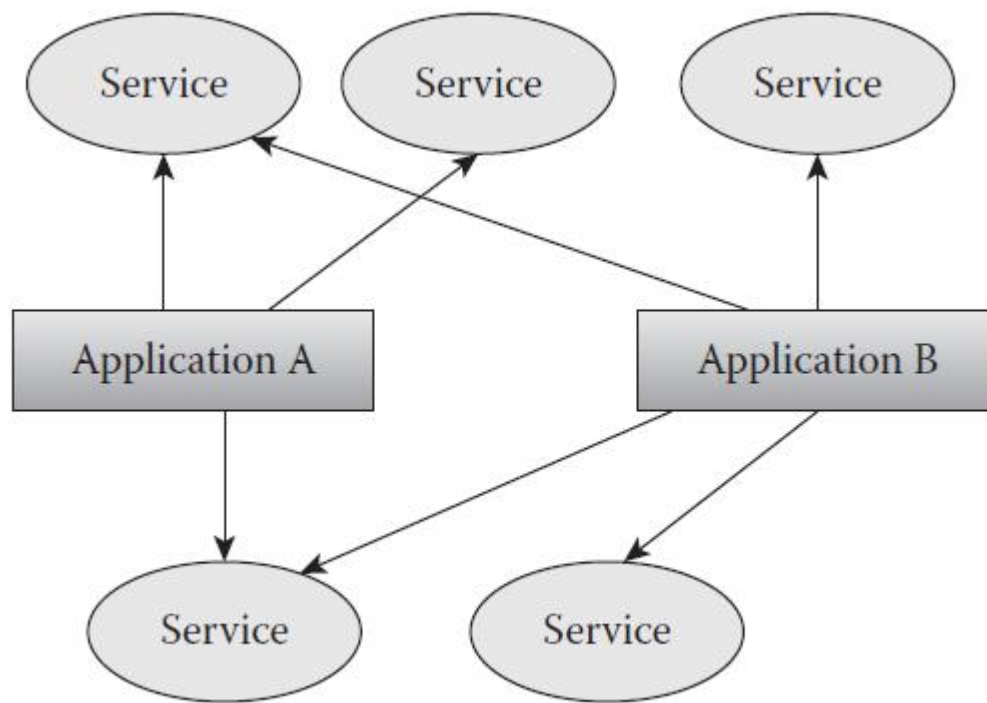 Service
Service
Service
Application A
Application B
Service
Service